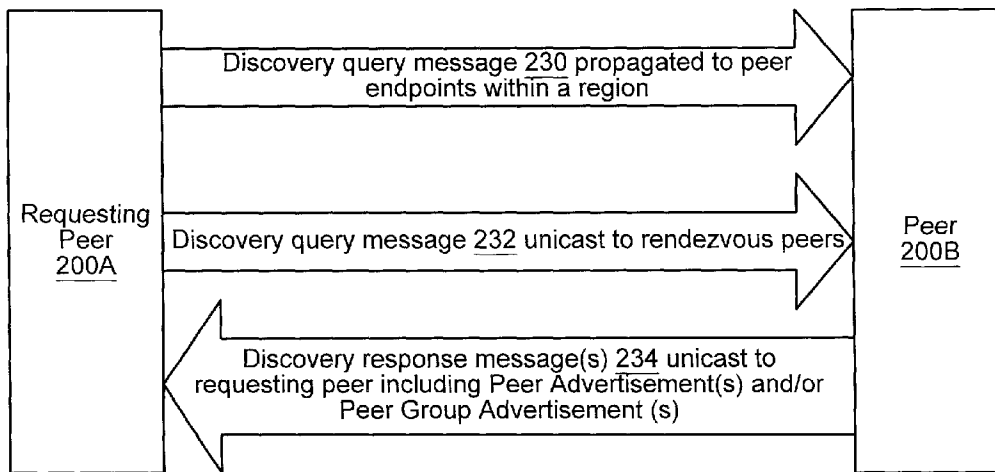 Discovery query message 230 propagated to peer
endpoints within a region
Requesting
Peer
200A
Discovery query message 232 unicast to rendezvous peers
Peer
200B
Discovery response message(s) 234 unicast to
requesting peer including Peer Advertisement(s) and/or
Peer Group Advertisement (s)